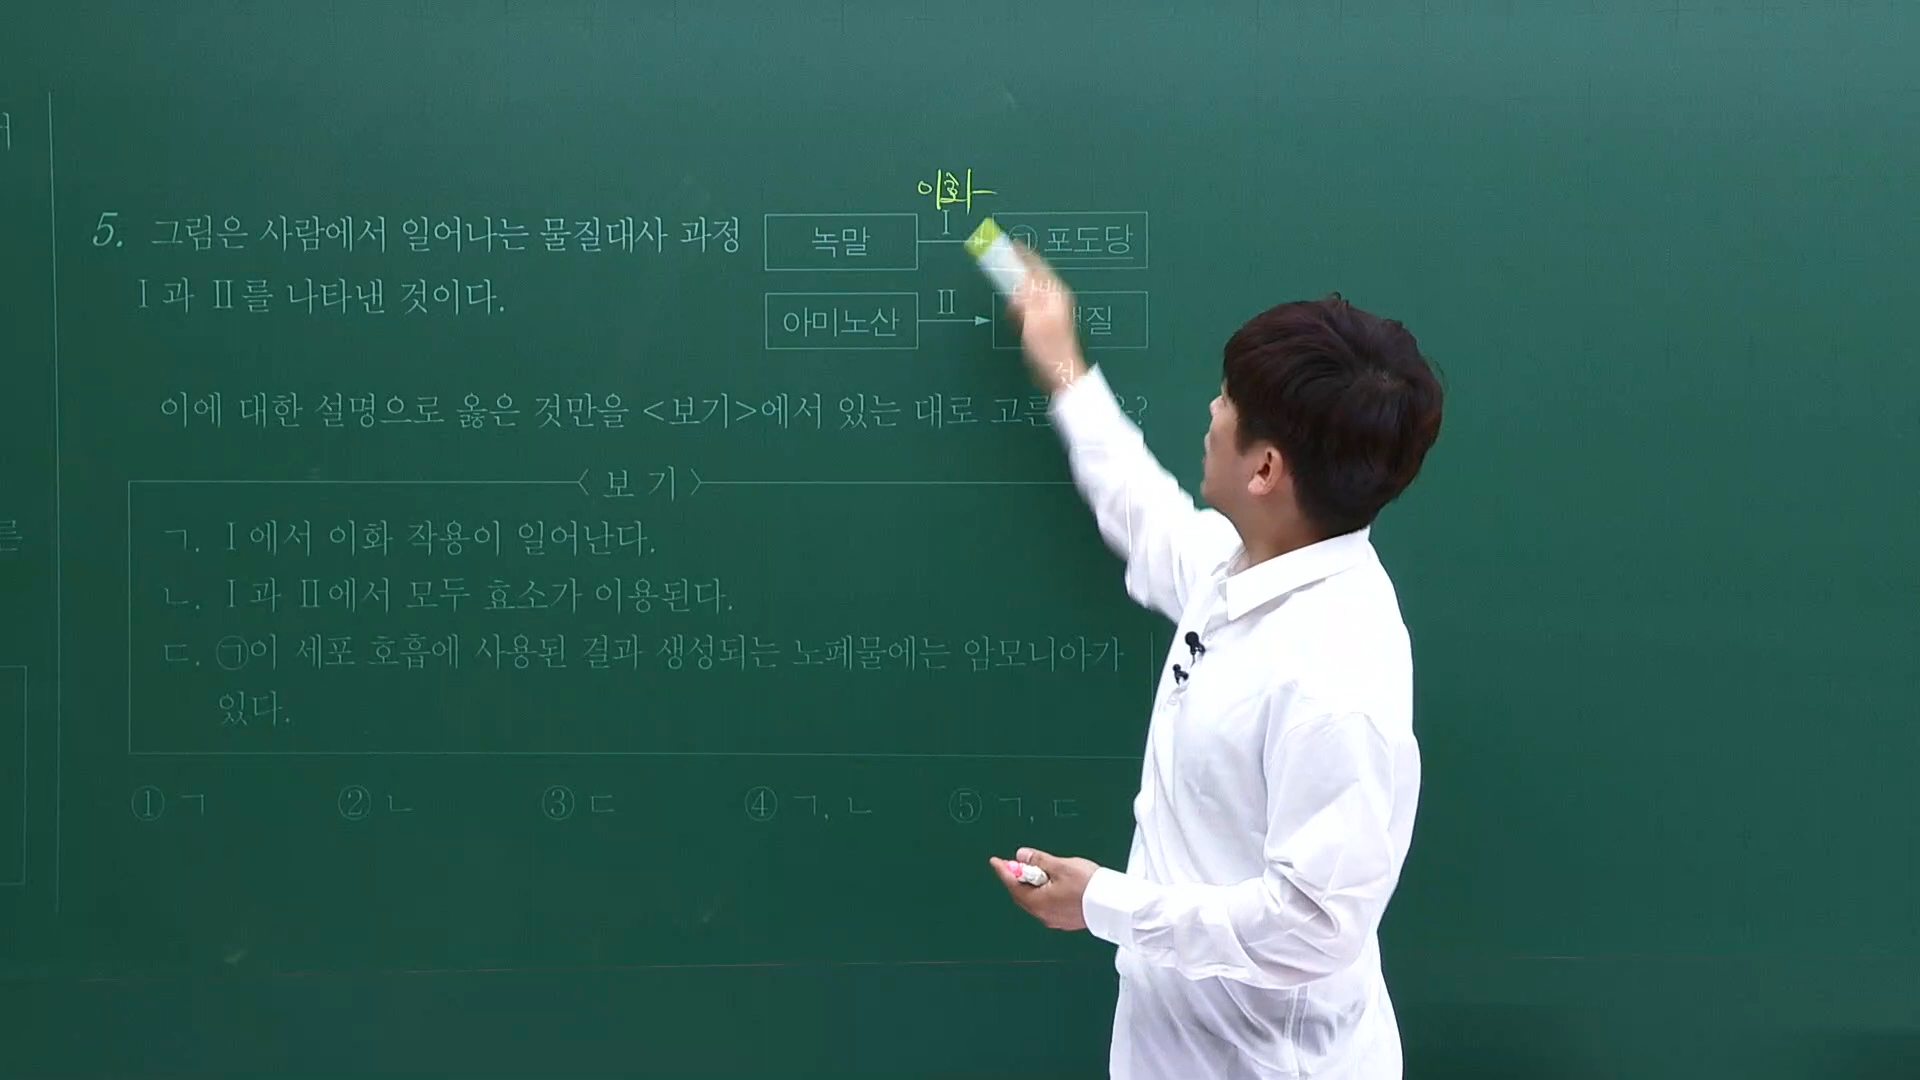 이화
5. 그림은 사람에서 일어나는 물질대사 과정
Ⅰ과 Ⅱ를 나타낸 것이다.
녹말 Ⅰ ㉠ 포도당
아미노산 Ⅱ
이에 대한 설명으로 옳은 것만을 <보기>에서 있는 대로 고른
<보 기>
ㄱ. Ⅰ에서 이화 작용이 일어난다.
ㄴ. Ⅰ과 Ⅱ에서 모두 효소가 이용된다.
ㄷ. ㉠이 세포 호흡에 사용된 결과 생성되는 노폐물에는 암모니아가
있다.
① ㄱ ② ㄴ ③ ㄷ ④ ㄱ, ㄴ ⑤ ㄱ, ㄷ